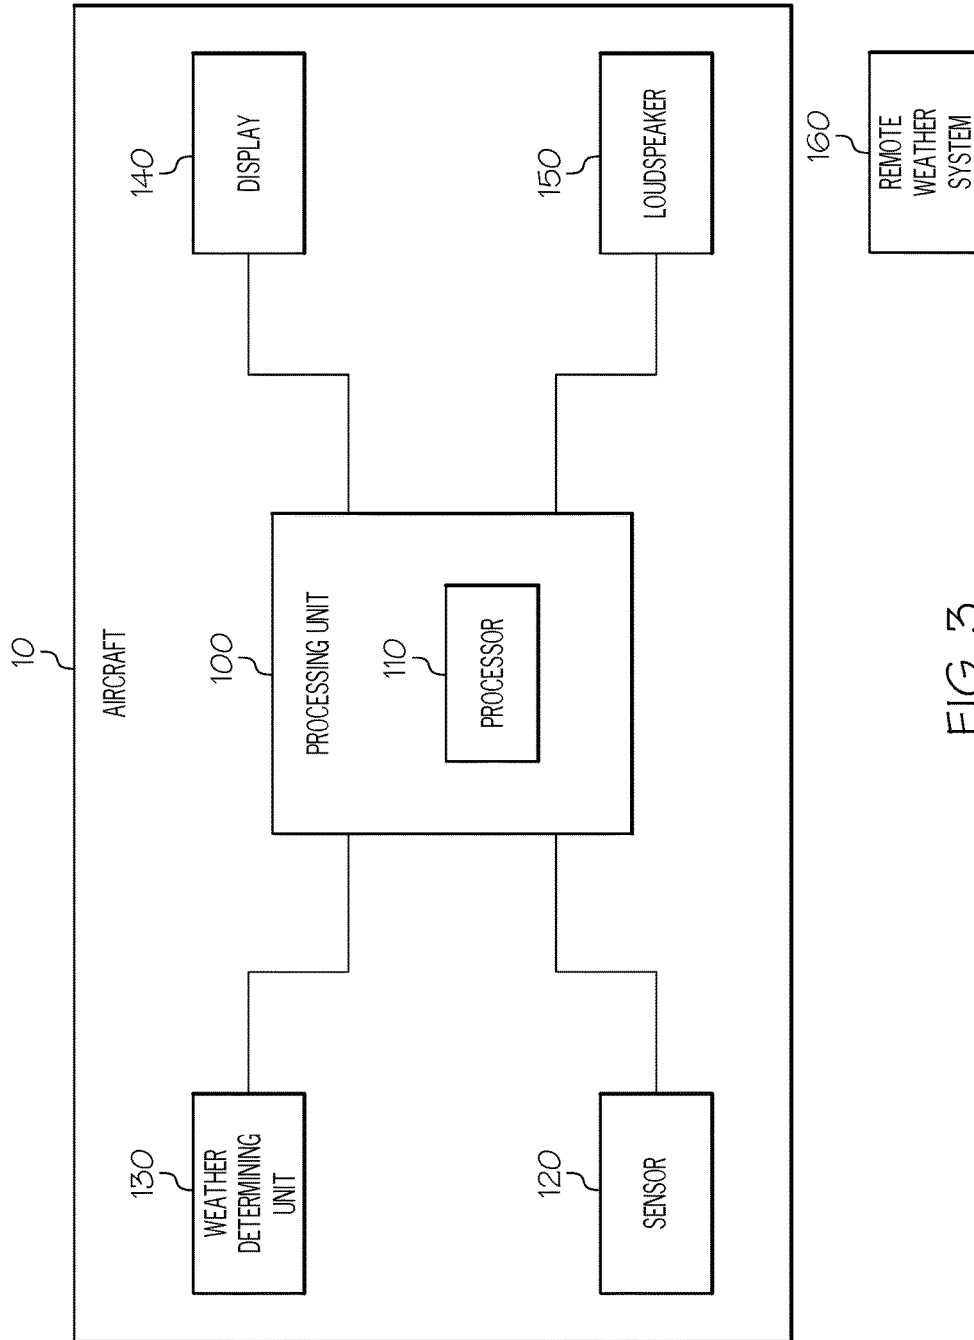 10
AIRCRAFT
130
WEATHER
DETERMINING
UNIT
100
PROCESSING UNIT
110
PROCESSOR
140
DISPLAY
120
SENSOR
150
LOUDSPEAKER
160
REMOTE
WEATHER
SYSTEM
FIG. 3